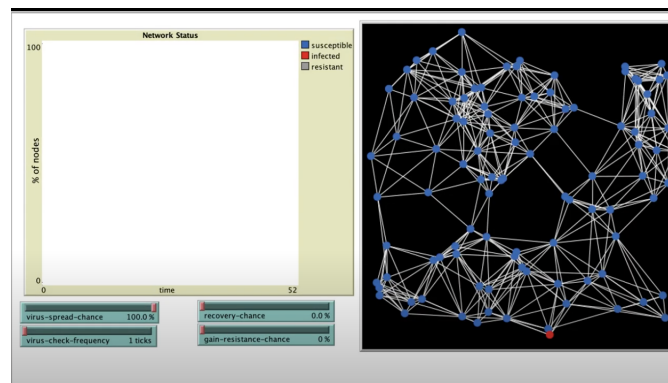 Network Status
100
% of nodes
0
0
time
52
susceptible
infected
resistant
virus-spread-chance 100.0 %
recovery-chance 0.0 %
virus-check-frequency 1 ticks
gain-resistance-chance 0 %